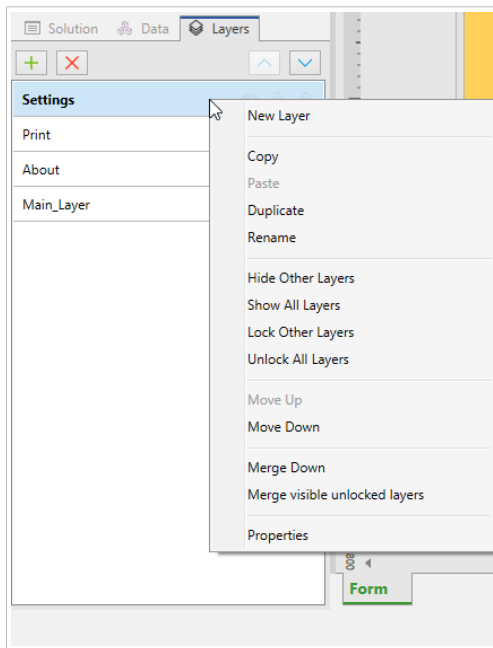 Solution Data Layers
Settings
Print
About
Main_Layer
New Layer
Copy
Paste
Duplicate
Rename
Hide Other Layers
Show All Layers
Lock Other Layers
Unlock All Layers
Move Up
Move Down
Merge Down
Merge visible unlocked layers
Properties
800
Form